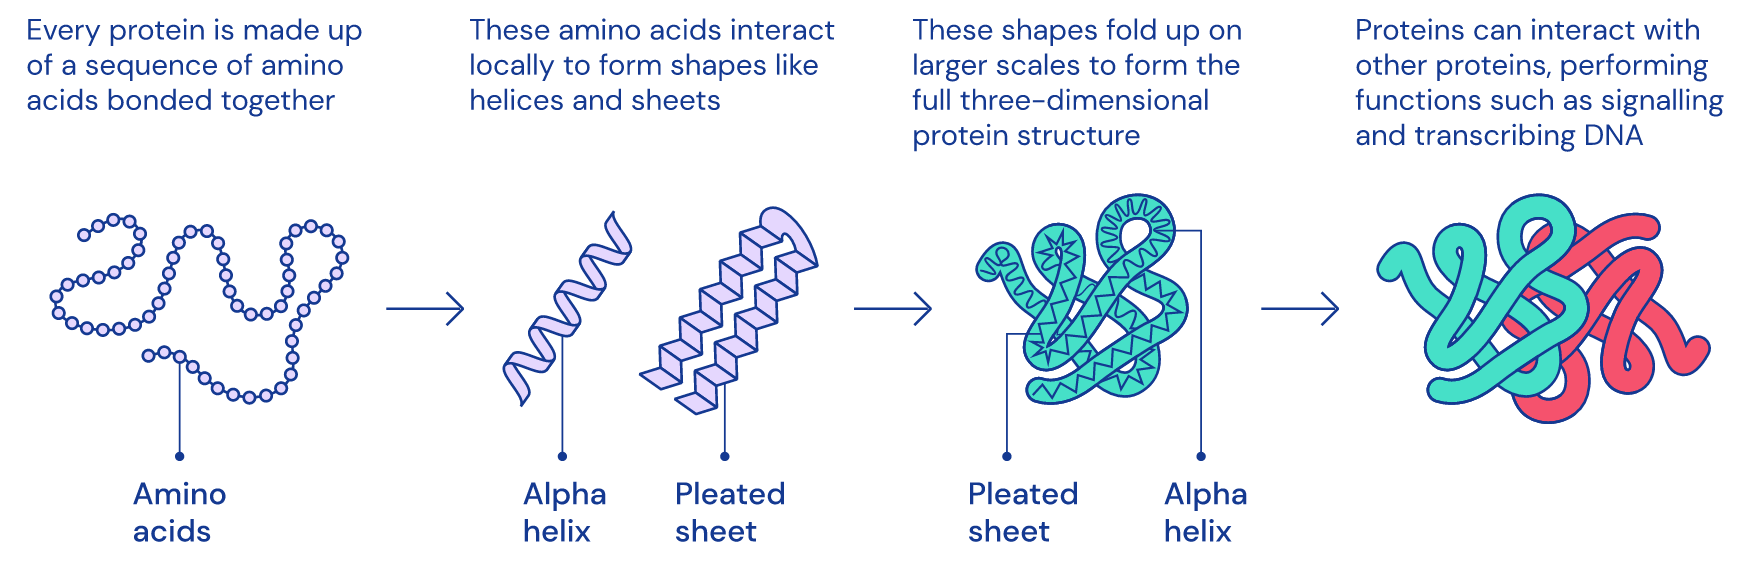 Every protein is made up
of a sequence of amino
acids bonded together
These amino acids interact
locally to form shapes like
helices and sheets
These shapes fold up on
larger scales to form the
full three-dimensional
protein structure
Proteins can interact with
other proteins, performing
functions such as signalling
and transcribing DNA
Amino
acids
Alpha
helix
Pleated
sheet
Pleated
sheet
Alpha
helix